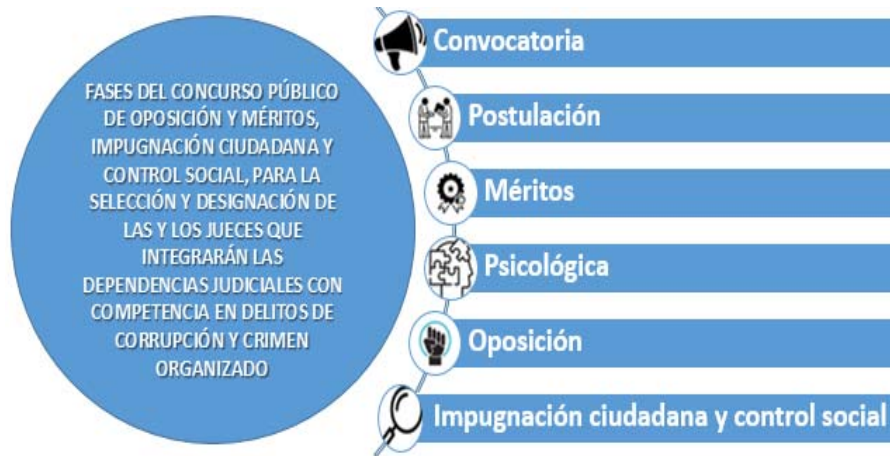 FASES DEL CONCURSO PÚBLICO
DE OPOSICIÓN Y MÉRITOS,
IMPUGNACIÓN CIUDADANA Y
CONTROL SOCIAL, PARA LA
SELECCIÓN Y DESIGNACIÓN DE
LAS Y LOS JUECES QUE
INTEGRARÁN LAS
DEPENDENCIAS JUDICIALES CON
COMPETENCIA EN DELITOS DE
CORRUPCIÓN Y CRIMEN
ORGANIZADO
Convocatoria
Postulación
Méritos
Psicológica
Oposición
Impugnación ciudadana y control social